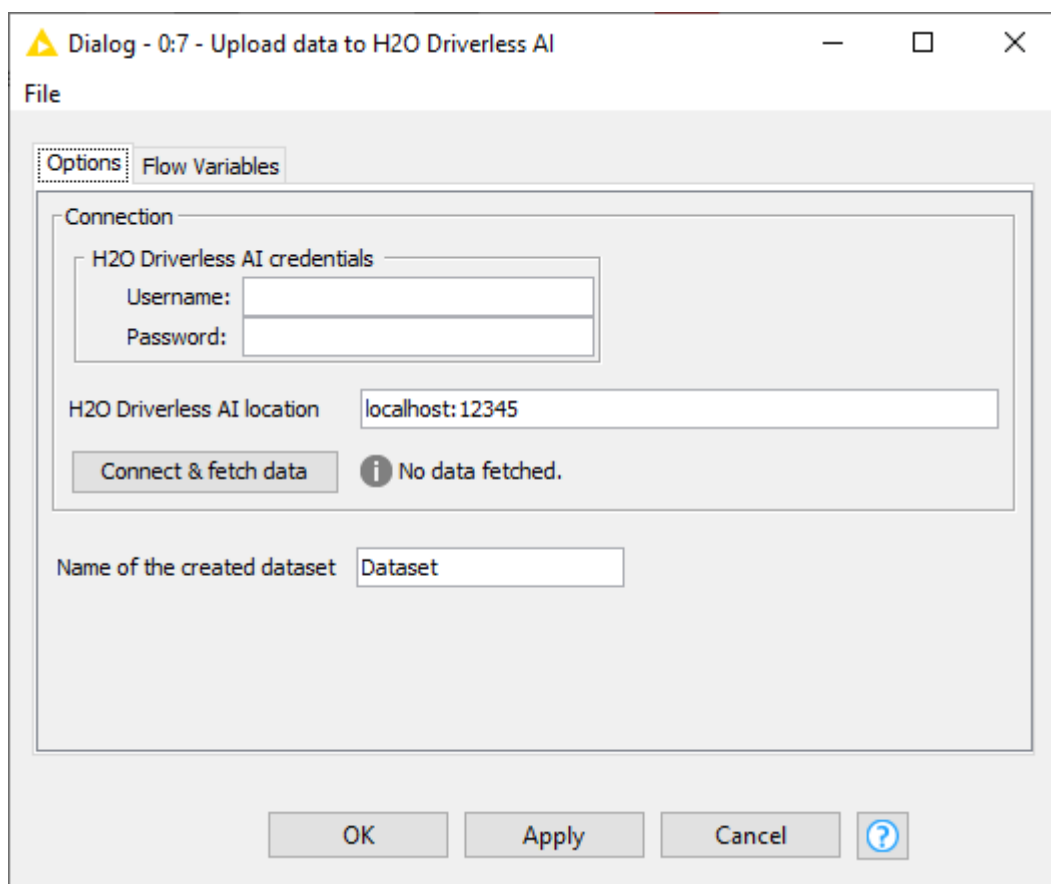 Dialog - 0:7 - Upload data to H2O Driverless AI
File
Options Flow Variables
Connection
H2O Driverless AI credentials
Username:
Password:
H2O Driverless AI location localhost:12345
Connect & fetch data i No data fetched.
Name of the created dataset Dataset
OK Apply Cancel ?